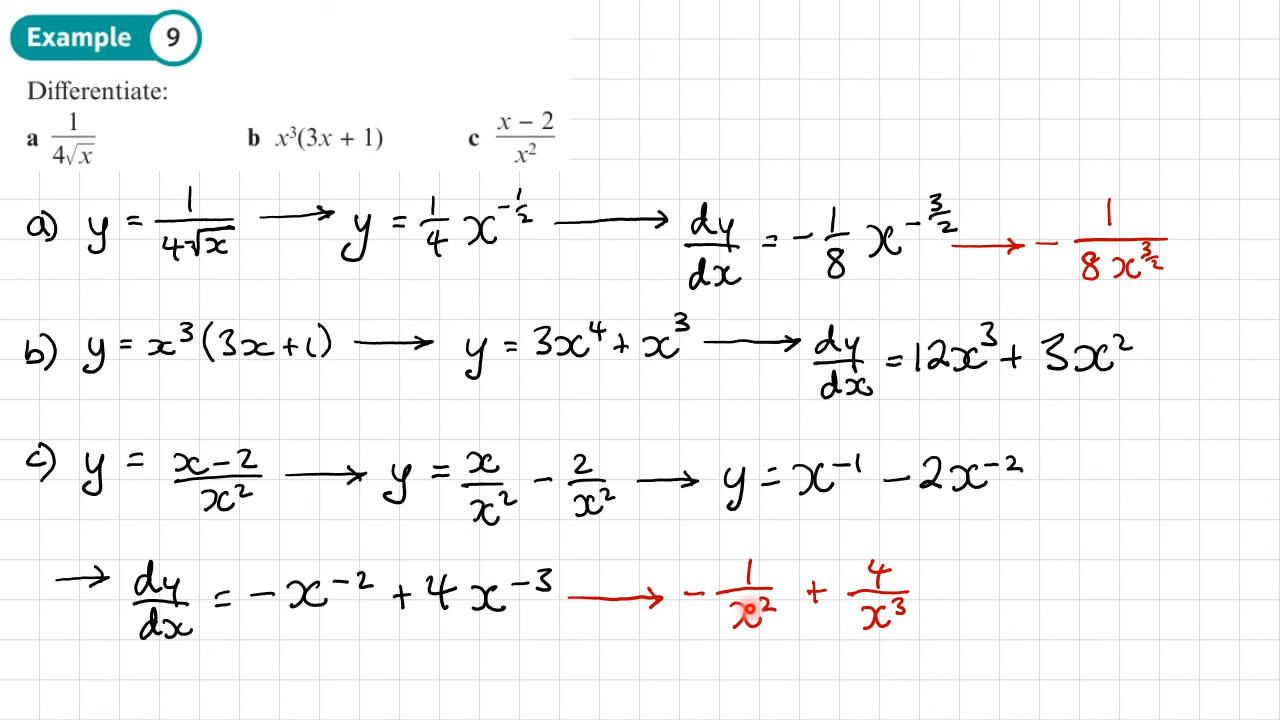 Example 9
Differentiate:
a 1/(4√x) b x³(3x + 1) c (x − 2)/x²
a) y = 1/(4√x) → y = 1/4 x^(-1/2) → dy/dx = -1/8 x^(-3/2) → -1/(8x^(3/2))
b) y = x³(3x+1) → y = 3x⁴ + x³ → dy/dx = 12x³ + 3x²
c) y = (x-2)/x² → y = x/x² - 2/x² → y = x⁻¹ - 2x⁻²
→ dy/dx = -x⁻² + 4x⁻³ → -1/x² + 4/x³